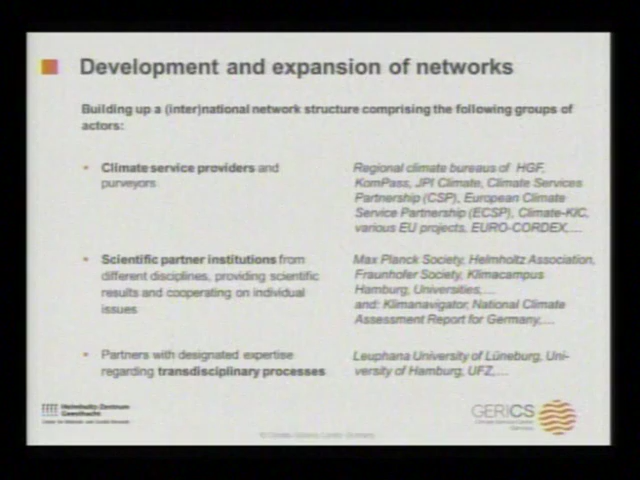 Development and expansion of networks
Building up a (inter)national network structure comprising the following groups of
actors:
• Climate service providers and
purveyors
Regional climate bureaus of HGF,
KomPass, JPI Climate, Climate Services
Partnership (CSP), European Climate
Service Partnership (ECSP), Climate-KIC,
various EU projects, EURO-CORDEX,....
• Scientific partner institutions from
different disciplines, providing scientific
results and cooperating on individual
issues
Max Planck Society, Helmholtz Association,
Fraunhofer Society, Klimacampus
Hamburg, Universities,....
and: Klimanavigator, National Climate
Assessment Report for Germany,....
• Partners with designated expertise
regarding transdisciplinary processes
Leuphana University of Lüneburg, Uni-
versity of Hamburg, UFZ,...
Helmholtz-Zentrum
Geesthacht
GERICS
Climate Service Center
Germany